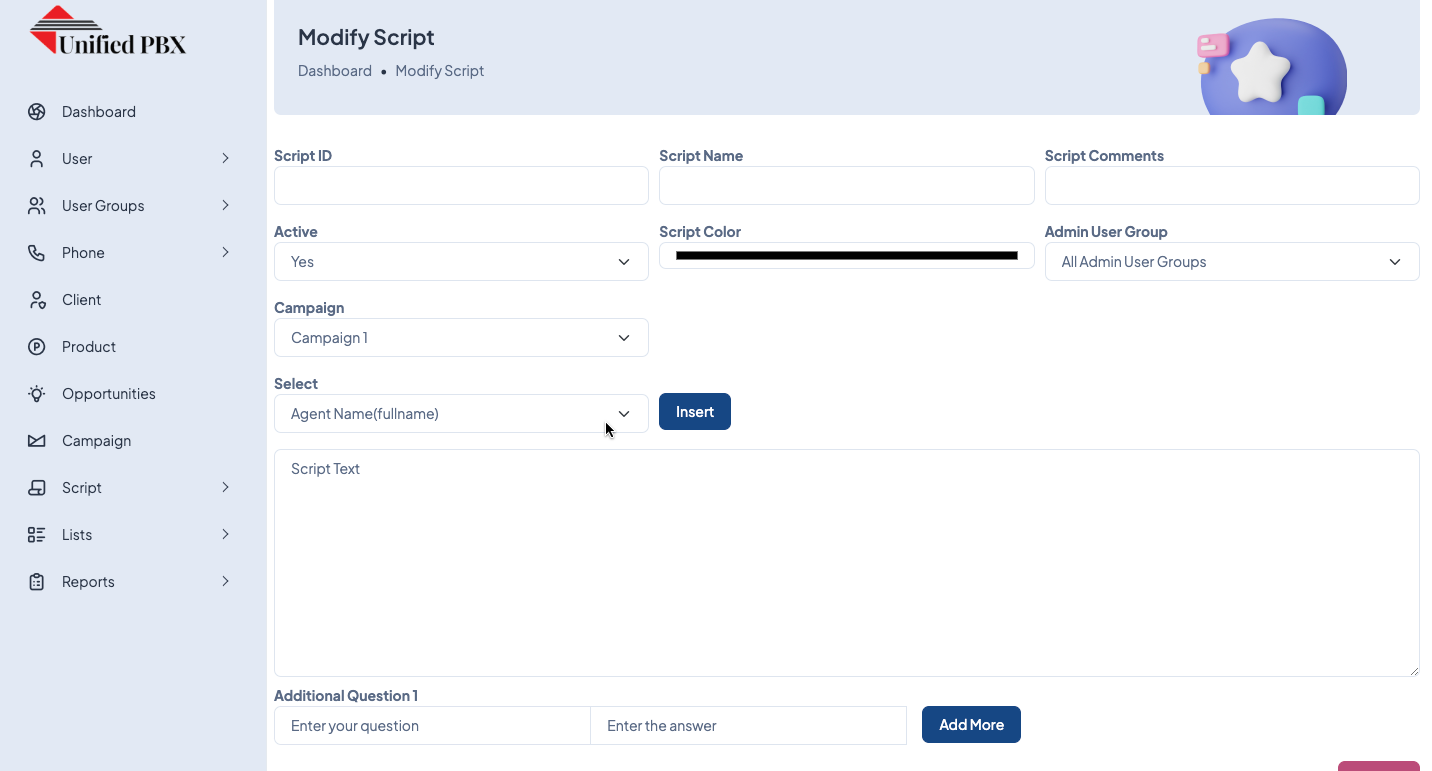 Unified PBX
Dashboard
User
User Groups
Phone
Client
Product
Opportunities
Campaign
Script
Lists
Reports
Modify Script
Dashboard • Modify Script
Script ID
Script Name
Script Comments
Active
Script Color
Admin User Group
Yes
All Admin User Groups
Campaign
Campaign 1
Select
Agent Name(fullname)
Insert
Script Text
Additional Question 1
Enter your question
Enter the answer
Add More